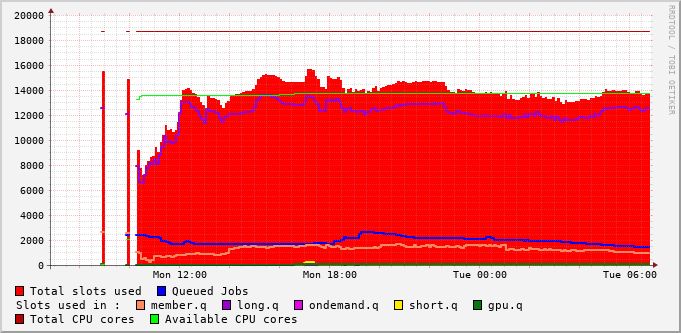 20000
18000
16000
14000
12000
10000
8000
6000
4000
2000
0
Mon 12:00 Mon 18:00 Tue 00:00 Tue 06:00
Total slots used Queued Jobs
Slots used in : member.q long.q ondemand.q short.q gpu.q
Total CPU cores Available CPU cores
RRDTOOL / TOBI OETIKER